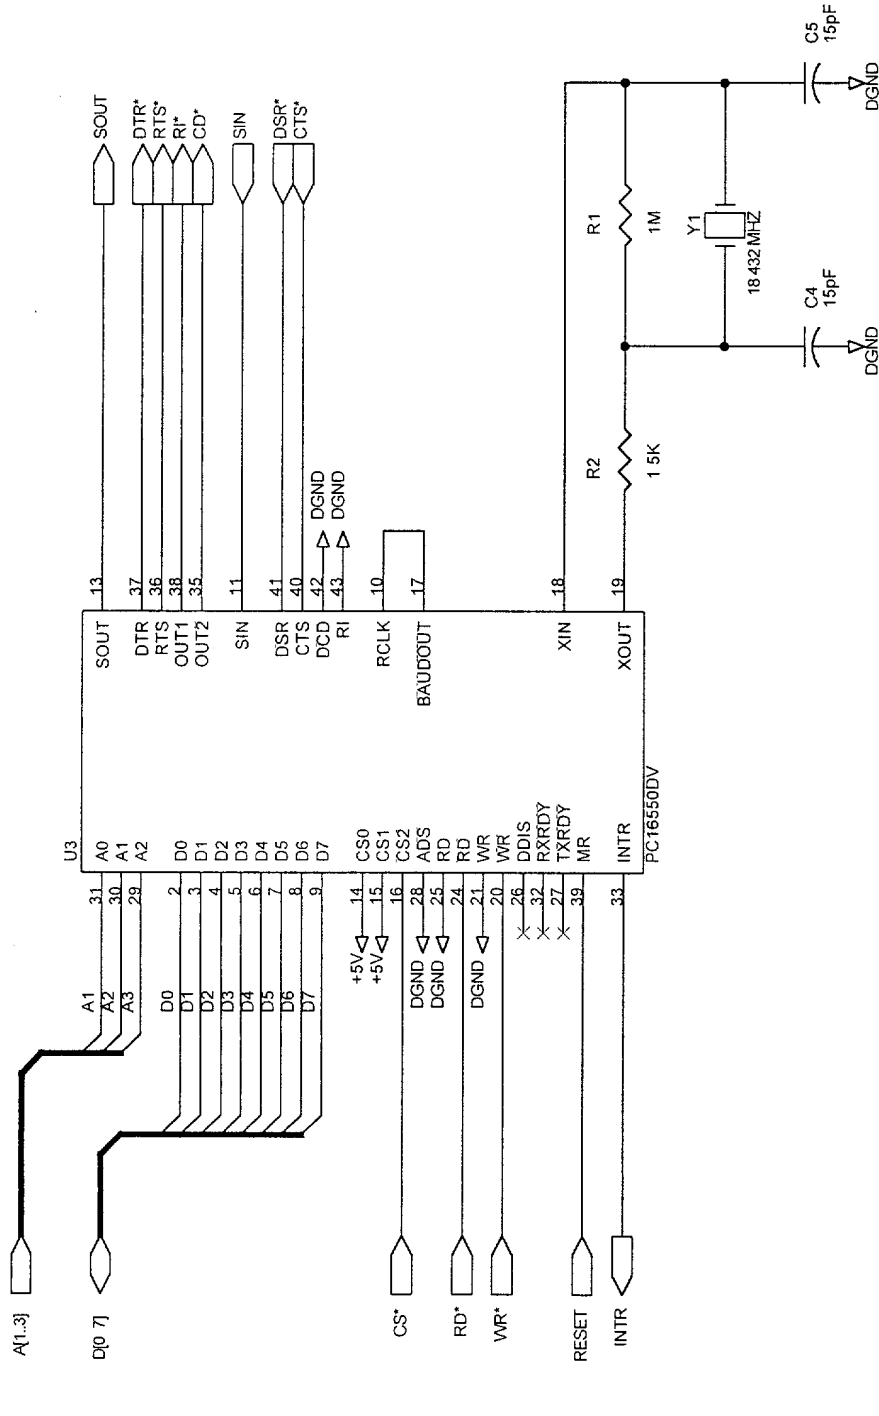 A[1..3]
D[0 7]
CS*
RD*
WR*
RESET
INTR
A1
A2
A3
D0
D1
D2
D3
D4
D5
D6
D7
+5V
+5V
DGND
DGND
DGND
U3
31 A0
30 A1
29 A2
2 D0
3 D1
4 D2
5 D3
6 D4
7 D5
8 D6
9 D7
14 CS0
15 CS1
16 CS2
28 ADS
25 RD
24 RD
21 WR
20 WR
26 DDIS
32 RXRDY
27 TXRDY
39 MR
33 INTR
PC16550DV
SOUT 13
DTR 37
RTS 36
OUT1 38
OUT2 35
SIN 11
DSR 41
CTS 40
DCD 42
RI 43
RCLK 10
BAUDOUT 17
XIN 18
XOUT 19
DGND
DGND
SOUT
DTR*
RTS*
RI*
CD*
SIN
DSR*
CTS*
R2
1 5K
R1
1M
Y1
18 432 MHZ
C4
15pF
DGND
C5
15pF
DGND